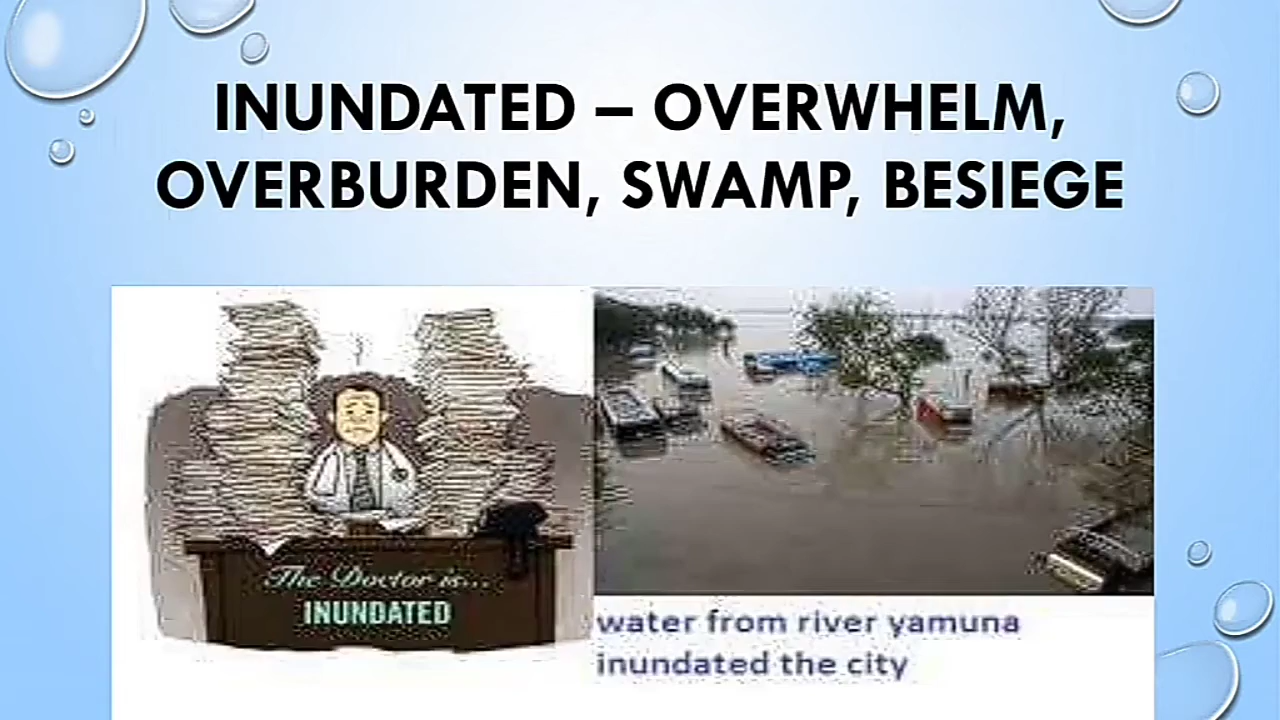 INUNDATED – OVERWHELM,
OVERBURDEN, SWAMP, BESIEGE
The Doctor is...
INUNDATED
water from river yamuna
inundated the city